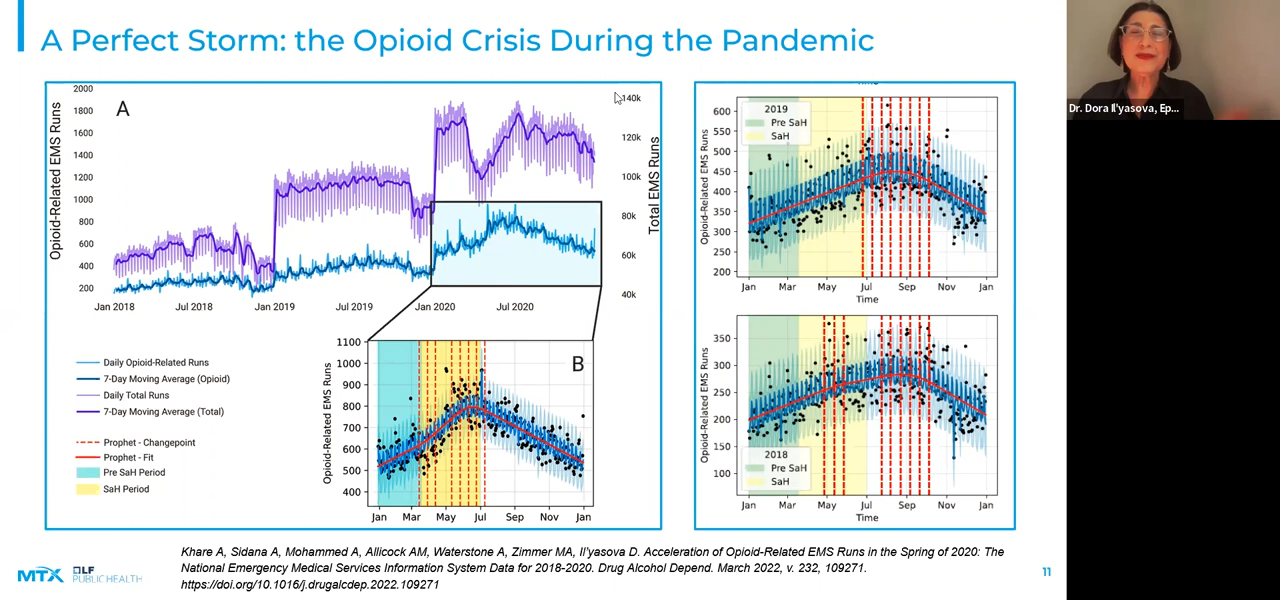 A Perfect Storm: the Opioid Crisis During the Pandemic
Dr. Dora Il'yasova, Ep...
A
Opioid-Related EMS Runs
2000
1800
1600
1400
1200
1000
800
600
400
200
140k
120k
100k
80k
60k
40k
Total EMS Runs
Jan 2018 Jul 2018 Jan 2019 Jul 2019 Jan 2020 Jul 2020
Daily Opioid-Related Runs
7-Day Moving Average (Opioid)
Daily Total Runs
7-Day Moving Average (Total)
Prophet - Changepoint
Prophet - Fit
Pre SaH Period
SaH Period
B
Opioid-Related EMS Runs
1100
1000
900
800
700
600
500
400
Jan Mar May Jul Sep Nov Jan
2019
Pre SaH
SaH
Opioid-Related EMS Runs
600
550
500
450
400
350
300
250
200
Jan Mar May Jul Sep Nov Jan
Time
Opioid-Related EMS Runs
350
300
250
200
150
100
2018
Pre SaH
SaH
Jan Mar May Jul Sep Nov Jan
Time
Khare A, Sidana A, Mohammed A, Allicock AM, Waterstone A, Zimmer MA, Il'yasova D. Acceleration of Opioid-Related EMS Runs in the Spring of 2020: The
National Emergency Medical Services Information System Data for 2018-2020. Drug Alcohol Depend. March 2022, v. 232, 109271.
https://doi.org/10.1016/j.drugalcdep.2022.109271
MTX
PUBLIC HEALTH
11